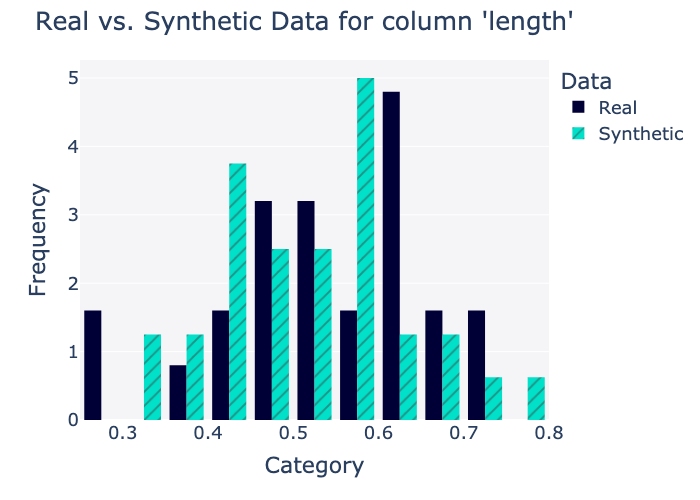 Real vs. Synthetic Data for column 'length'
Data
Real
Synthetic
5
4
3
2
1
0
Frequency
0.3 0.4 0.5 0.6 0.7 0.8
Category